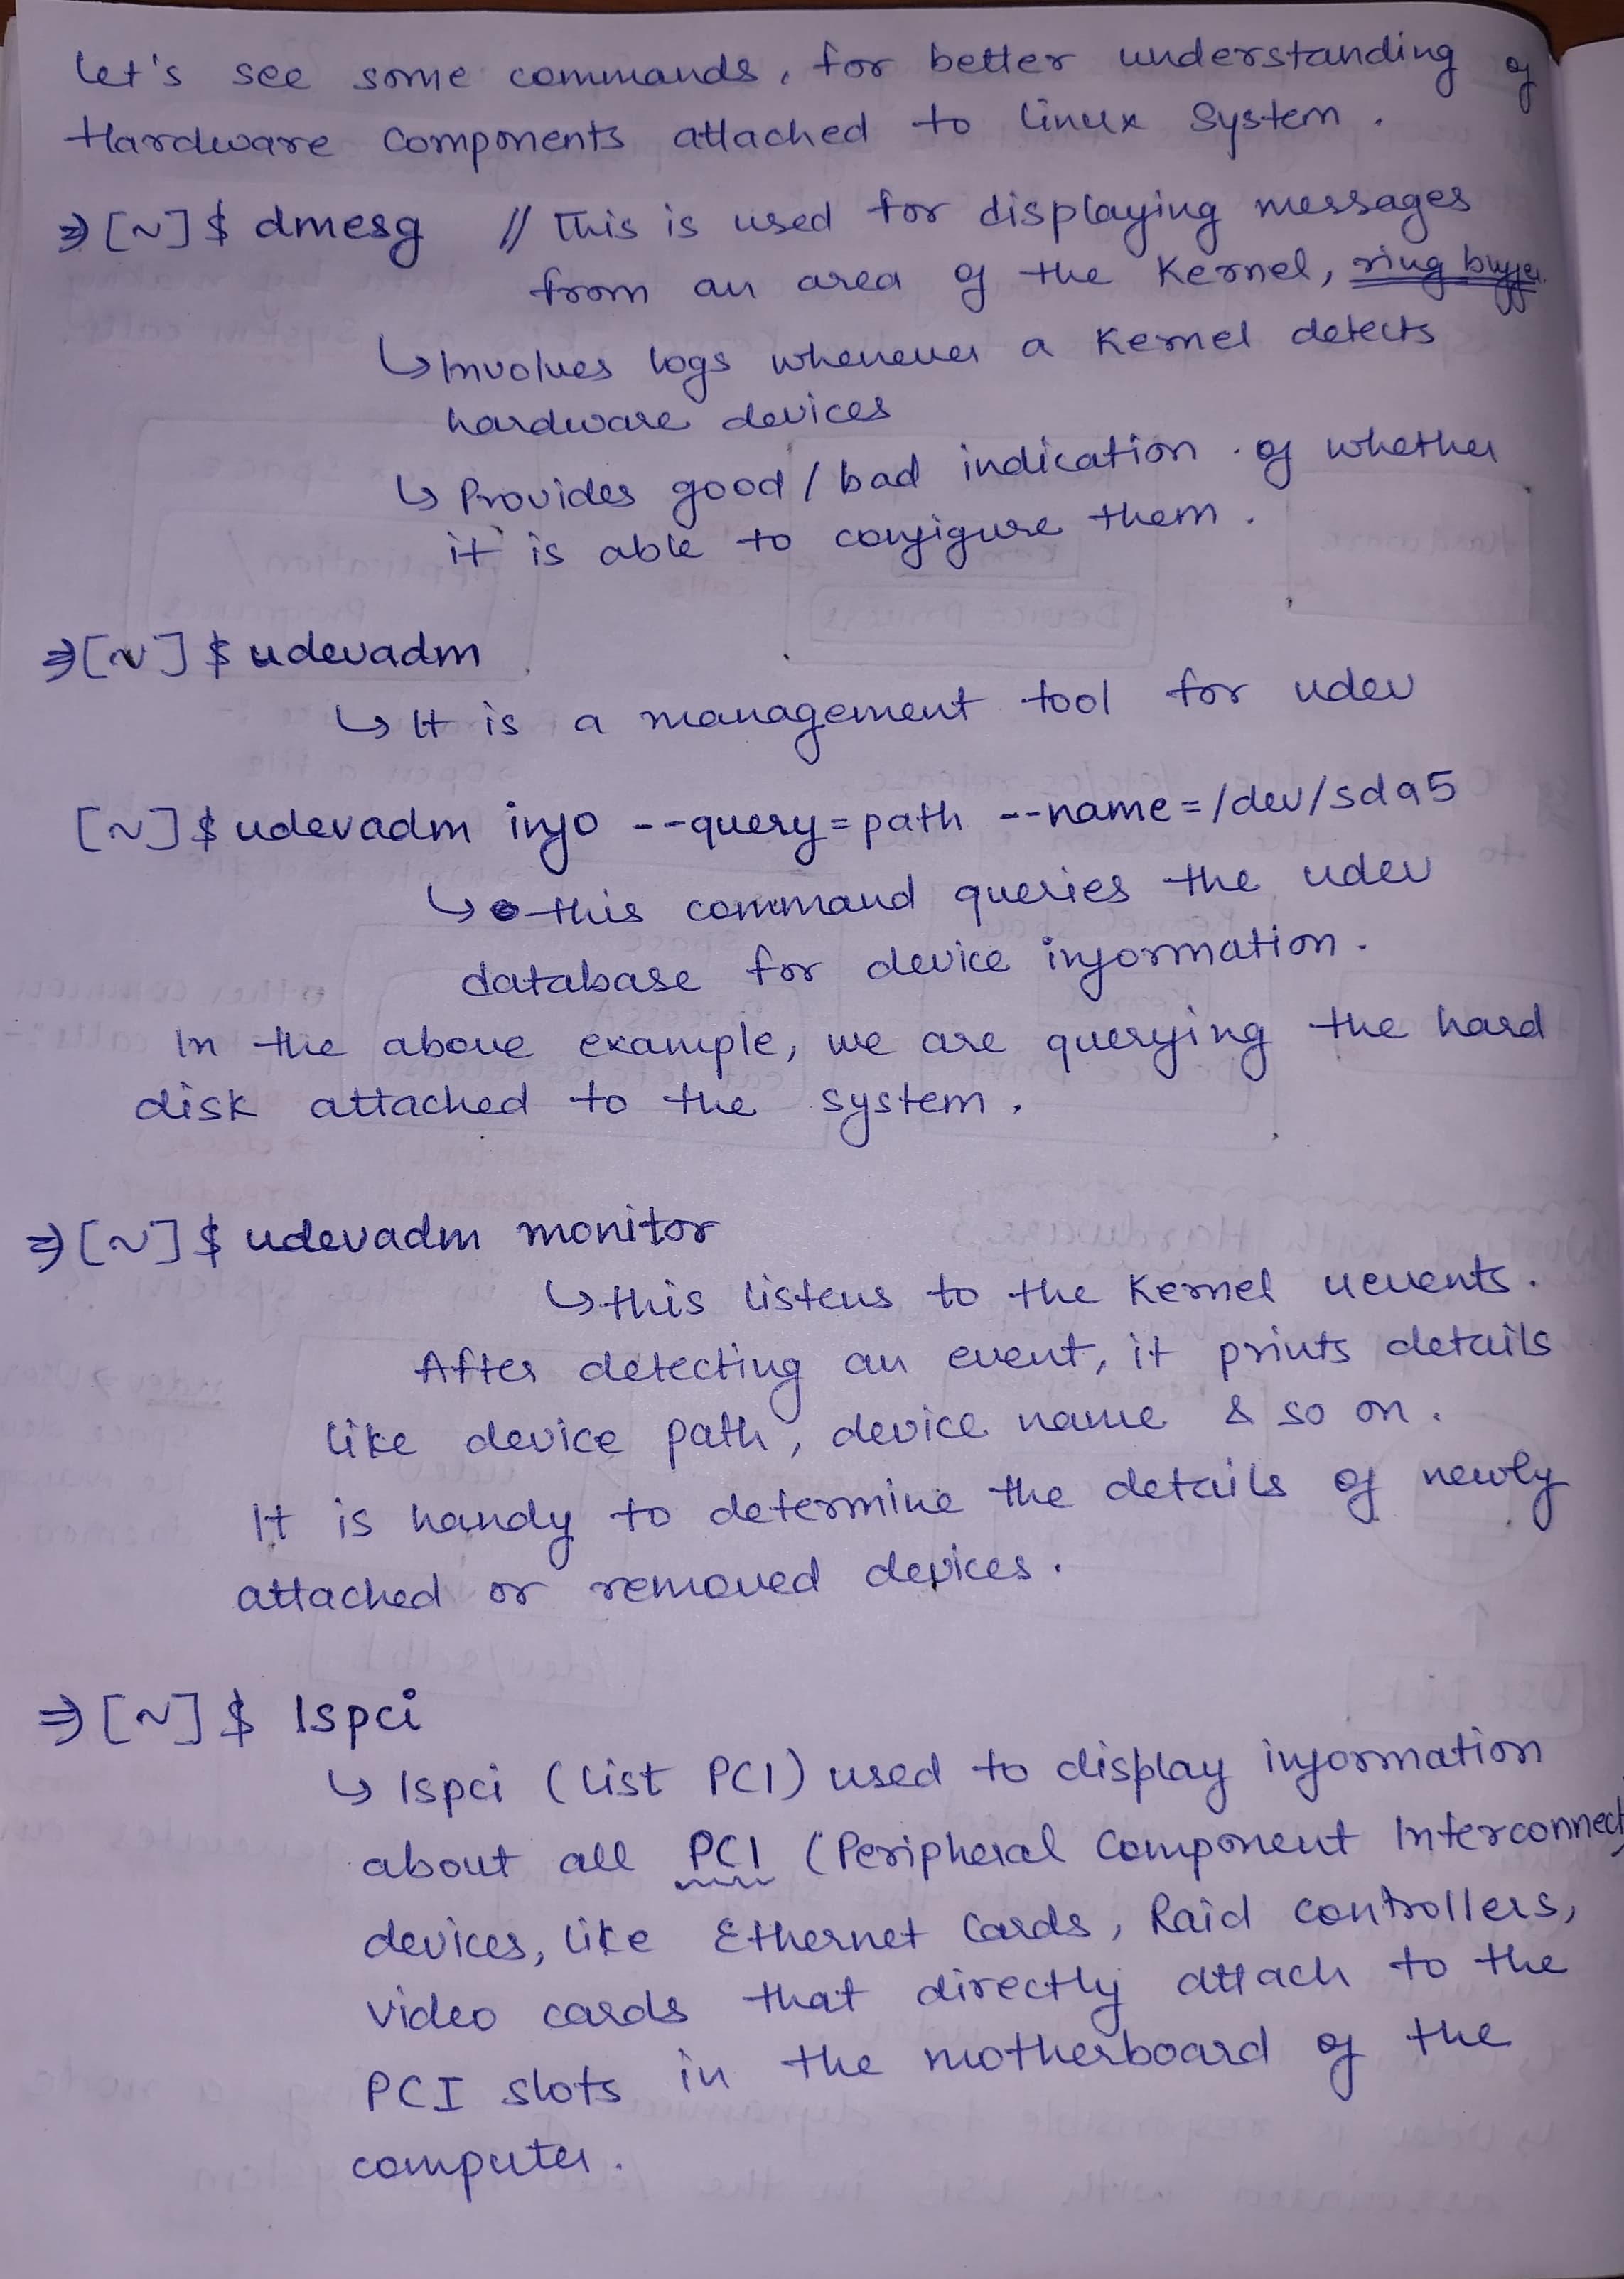 Let's see some commands, for better understanding of
Hardware Components attached to Linux System.
⇒[~]$ dmesg // This is used for displaying messages
from an area of the Kernel, ring buffer.
↳ Involves logs whenever a Kernel detects
hardware devices
↳ Provides good/bad indication of whether
it is able to configure them.
⇒[~]$ udevadm
↳ It is a management tool for udev
[~]$ udevadm info --query=path --name=/dev/sda5
↳ this command queries the udev
database for device information.
In the above example, we are querying the hard
disk attached to the system.
⇒[~]$ udevadm monitor
↳ this listens to the Kernel uevents.
After detecting an event, it prints details
like device path, device name & so on.
It is handy to determine the details of newly
attached or removed devices.
⇒[~]$ lspci
↳ lspci (List PCI) used to display information
about all PCI (Peripheral Component Interconnect)
devices, like Ethernet Cards, Raid controllers,
video cards that directly attach to the
PCI slots in the motherboard of the
computer.